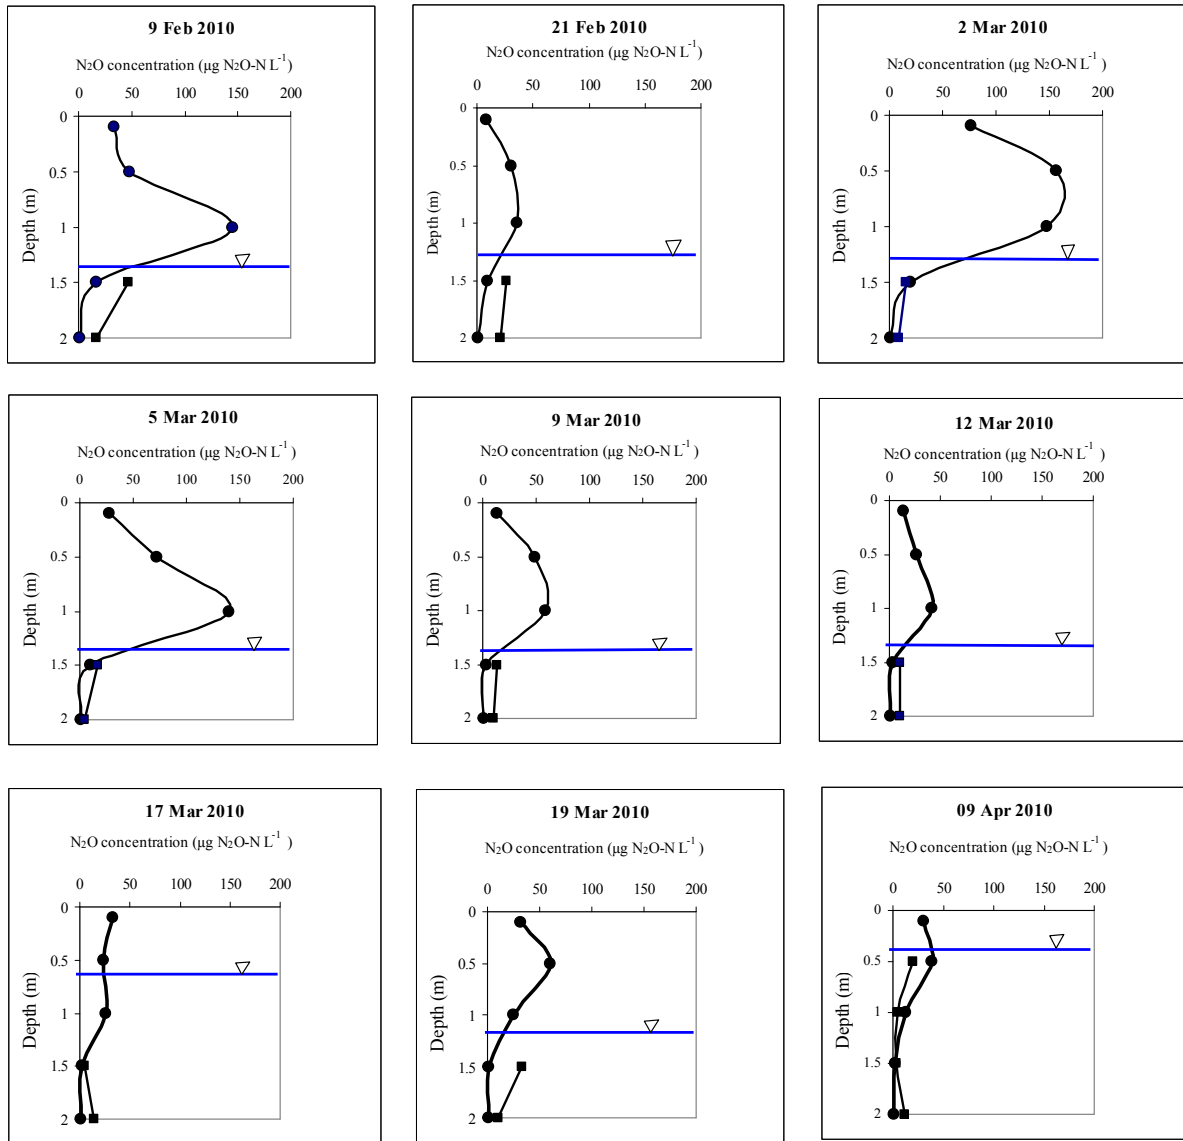 9 Feb 2010
N2O concentration (µg N2O-N L-1)
0 50 100 150 200
0
0.5
1
1.5
2
Depth (m)
21 Feb 2010
N2O concentration (µg N2O-N L-1)
0 50 100 150 200
0
0.5
1
1.5
2
Depth (m)
2 Mar 2010
N2O concentration (µg N2O-N L-1)
0 50 100 150 200
0
0.5
1
1.5
2
Depth (m)
5 Mar 2010
N2O concentration (µg N2O-N L-1 )
0 50 100 150 200
0
0.5
1
1.5
2
Depth (m)
9 Mar 2010
N2O concentration (µg N2O-N L-1 )
0 50 100 150 200
0
0.5
1
1.5
2
Depth (m)
12 Mar 2010
N2O concentration (µg N2O-N L-1 )
0 50 100 150 200
0
0.5
1
1.5
2
Depth (m)
17 Mar 2010
N2O concentration (µg N2O-N L-1 )
0 50 100 150 200
0
0.5
1
1.5
2
Depth (m)
19 Mar 2010
N2O concentration (µg N2O-N L-1 )
0 50 100 150 200
0
0.5
1
1.5
2
Depth (m)
09 Apr 2010
N2O concentration (µg N2O-N L-1 )
0 50 100 150 200
0
0.5
1
1.5
2
Depth (m)